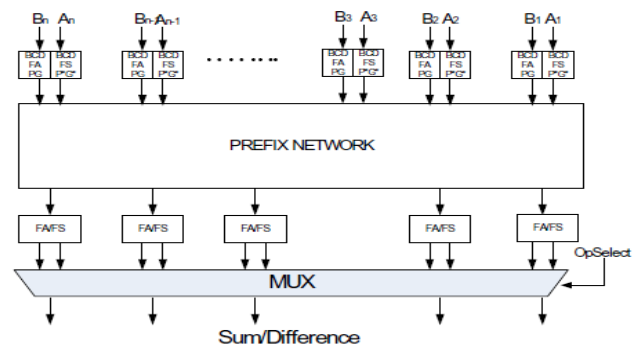 Bn An Bn-1 An-1 B3 A3 B2 A2 B1 A1
BCD FA PG BCD FS P"G" BCD FA PG BCD FS P"G" ........ BCD FA PG BCD FS P"G" BCD FA PG BCD FS P"G" BCD FA PG BCD FS P"G"
PREFIX NETWORK
FA/FS FA/FS FA/FS FA/FS FA/FS
OpSelect
MUX
Sum/Difference